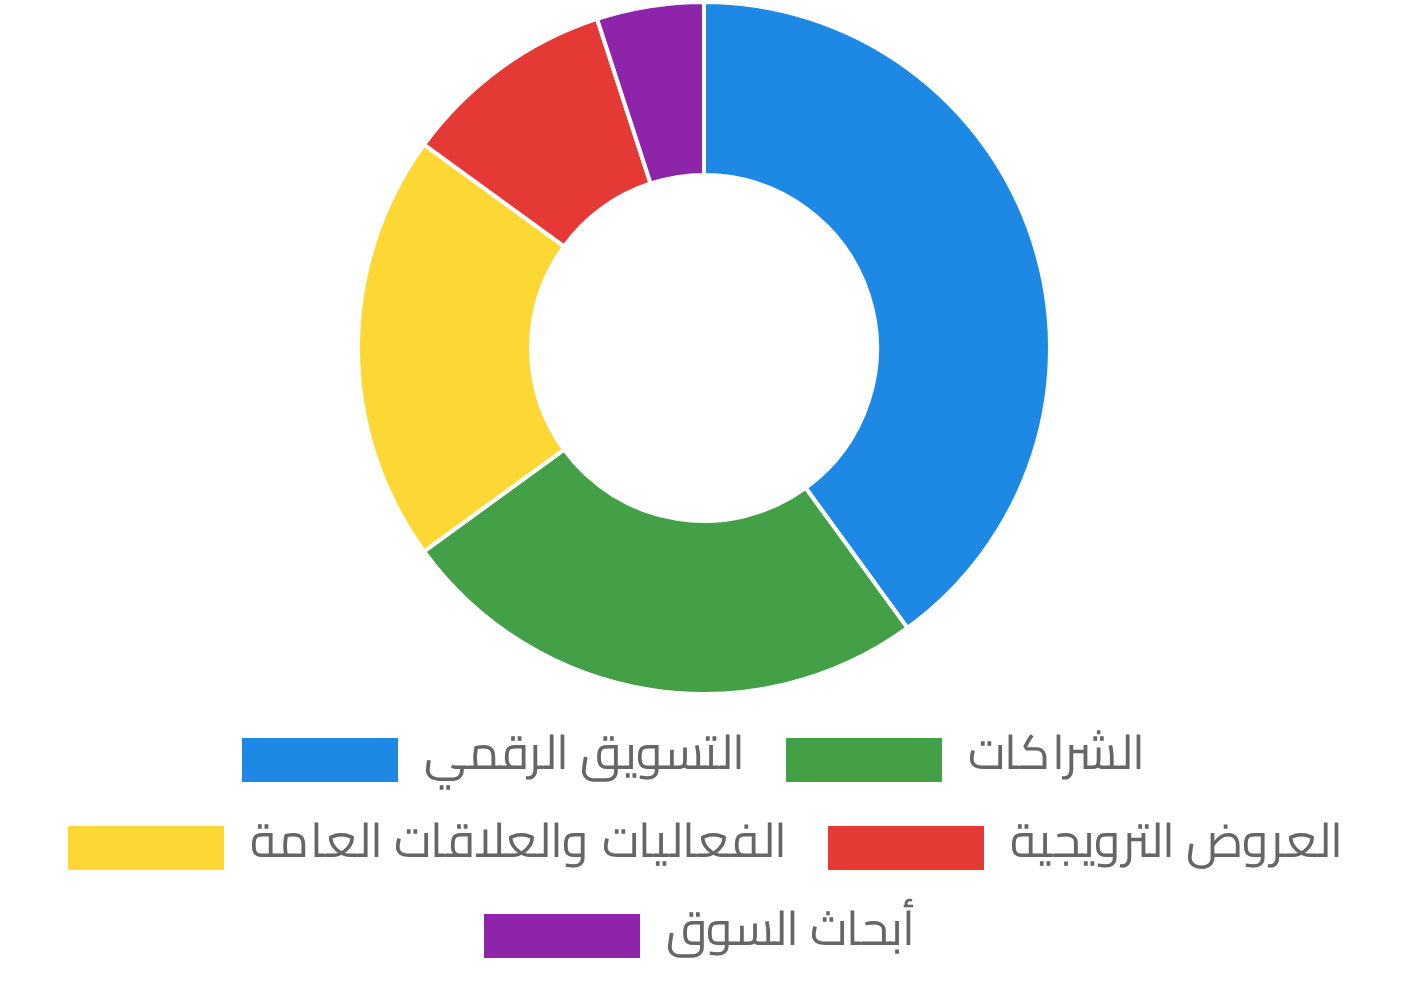 التسويق الرقمي الشراكات
الفعاليات والعلاقات العامة العروض الترويجية
أبحاث السوق